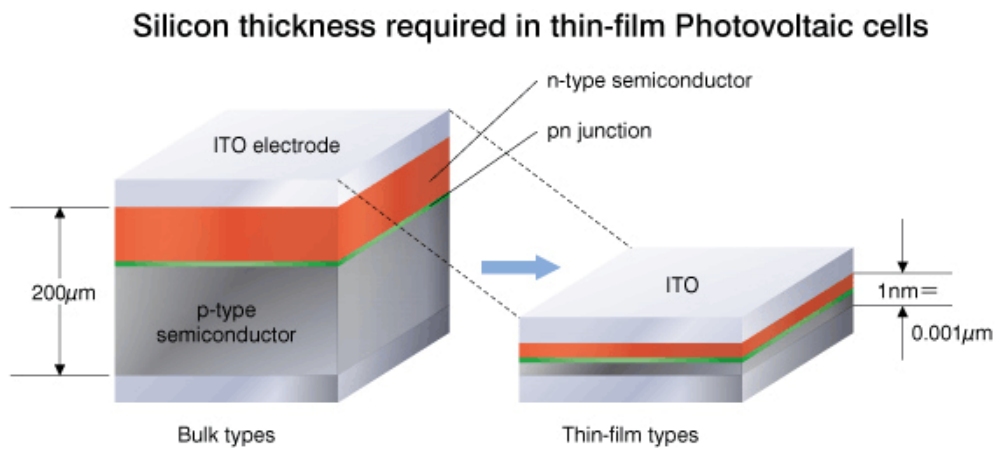 Silicon thickness required in thin-film Photovoltaic cells
n-type semiconductor
pn junction
ITO electrode
200μm
p-type
semiconductor
Bulk types
ITO
1nm=
0.001μm
Thin-film types